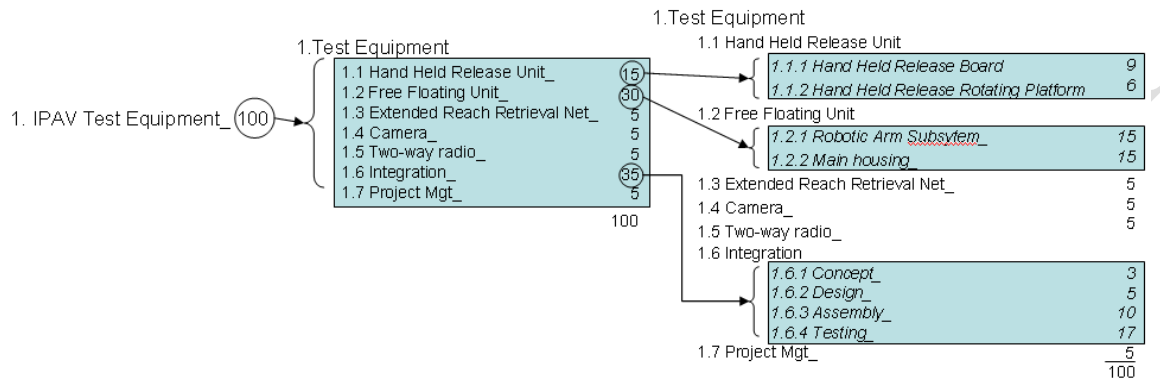 1. IPAV Test Equipment_ 100
1.Test Equipment
1.1 Hand Held Release Unit_ 15
1.2 Free Floating Unit_ 30
1.3 Extended Reach Retrieval Net_ 5
1.4 Camera_ 5
1.5 Two-way radio_ 5
1.6 Integration_ 35
1.7 Project Mgt_ 5
100
1.Test Equipment
1.1 Hand Held Release Unit
1.1.1 Hand Held Release Board 9
1.1.2 Hand Held Release Rotating Platform 6
1.2 Free Floating Unit
1.2.1 Robotic Arm Subsytem_ 15
1.2.2 Main housing_ 15
1.3 Extended Reach Retrieval Net_ 5
1.4 Camera_ 5
1.5 Two-way radio_ 5
1.6 Integration
1.6.1 Concept_ 3
1.6.2 Design_ 5
1.6.3 Assembly_ 10
1.6.4 Testing_ 17
1.7 Project Mgt_ 5
100